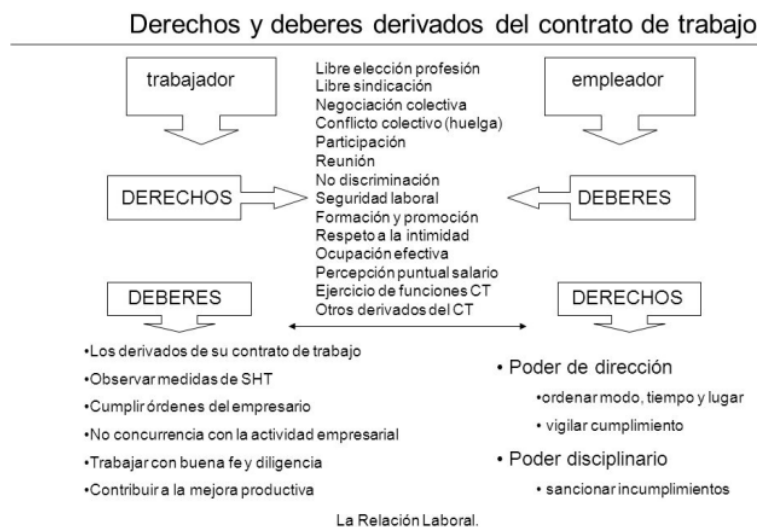 Derechos y deberes derivados del contrato de trabajo
trabajador
empleador
Libre elección profesión
Libre sindicación
Negociación colectiva
Conflicto colectivo (huelga)
Participación
Reunión
No discriminación
Seguridad laboral
Formación y promoción
Respeto a la intimidad
Ocupación efectiva
Percepción puntual salario
Ejercicio de funciones CT
Otros derivados del CT
DERECHOS
DEBERES
DEBERES
DERECHOS
•Los derivados de su contrato de trabajo
•Observar medidas de SHT
•Cumplir órdenes del empresario
•No concurrencia con la actividad empresarial
•Trabajar con buena fe y diligencia
•Contribuir a la mejora productiva
• Poder de dirección
•ordenar modo, tiempo y lugar
• vigilar cumplimiento
• Poder disciplinario
• sancionar incumplimientos
La Relación Laboral.